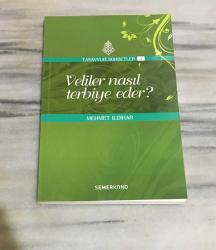 TASAVVUF SOHBETLERİ
Veliler nasıl
terbiye eder?
MEHMET ILDIRAR
SEMERKAND